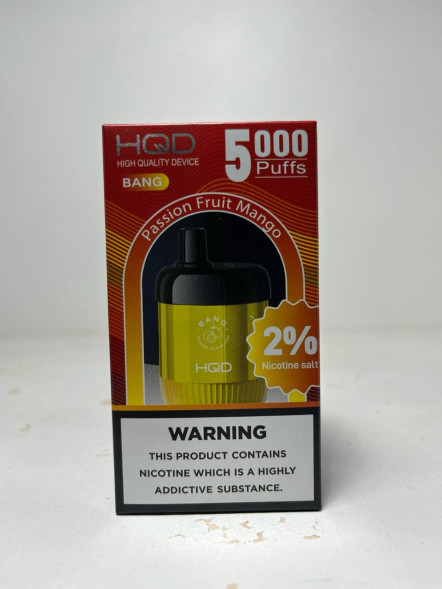 HQD
HIGH QUALITY DEVICE
BANG
5000
Puffs
Passion Fruit Mango
BANG
HQD
2%
Nicotine salt
WARNING
THIS PRODUCT CONTAINS
NICOTINE WHICH IS A HIGHLY
ADDICTIVE SUBSTANCE.